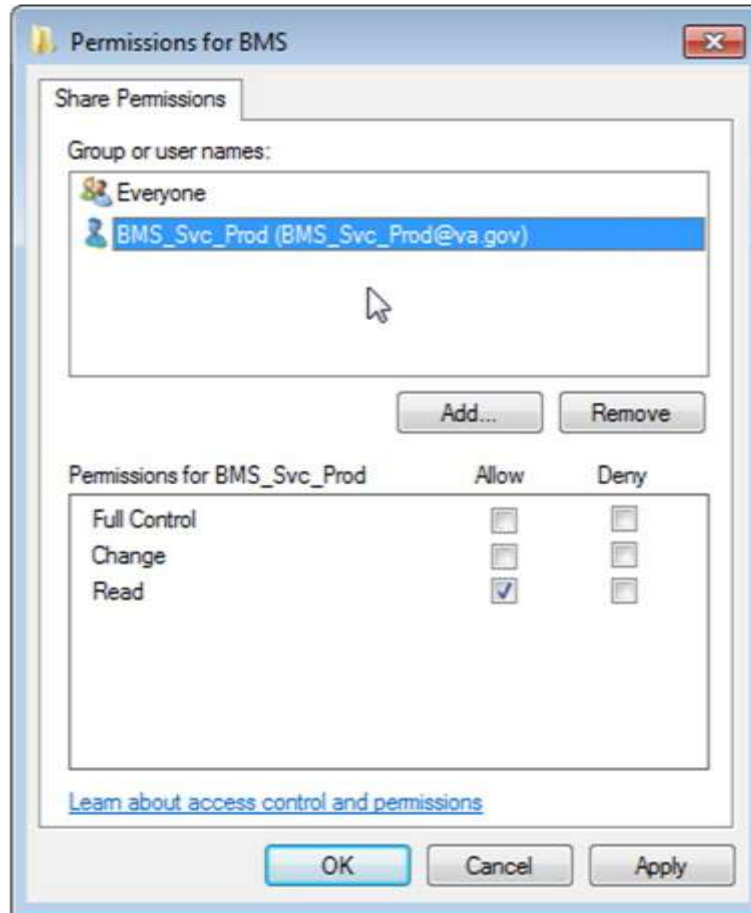 Permissions for BMS
Share Permissions
Group or user names:
Everyone
BMS_Svc_Prod (BMS_Svc_Prod@va.gov)
Add... Remove
Permissions for BMS_Svc_Prod Allow Deny
Full Control
Change
Read
Learn about access control and permissions
OK Cancel Apply